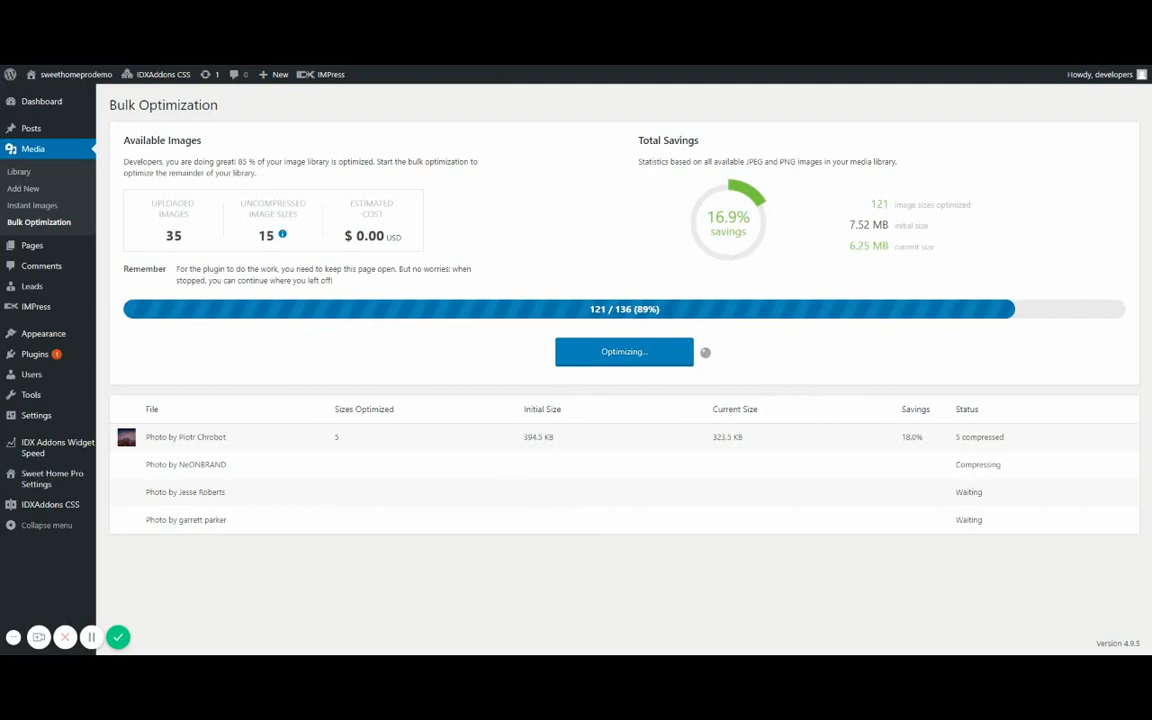 sweethomeprodemo IDXAddons CSS 1 0 New IMPress Howdy, developers
Dashboard
Posts
Media
Library
Add New
Instant Images
Bulk Optimization
Pages
Comments
Leads
IMPress
Appearance
Plugins 1
Users
Tools
Settings
IDX Addons Widget
Speed
Sweet Home Pro
Settings
IDXAddons CSS
Collapse menu
Bulk Optimization
Available Images
Developers, you are doing great: 85 % of your image library is optimized. Start the bulk optimization to
optimize the remainder of your library.
UPLOADED
IMAGES
35
UNCOMPRESSED
IMAGE SIZES
15
ESTIMATED
COST
$ 0.00 USD
Remember For the plugin to do the work, you need to keep this page open. But no worries: when
stopped, you can continue where you left off!
Total Savings
Statistics based on all available JPEG and PNG images in your media library.
16.9%
savings
121 image sizes optimized
7.52 MB initial size
6.25 MB current size
121 / 136 (89%)
Optimizing...
File Sizes Optimized Initial Size Current Size Savings Status
Photo by Piotr Chrobot 5 394.5 KB 323.5 KB 18.0% 5 compressed
Photo by NeONBRAND Compressing
Photo by Jesse Roberts Waiting
Photo by garrett parker Waiting
Version 4.9.5